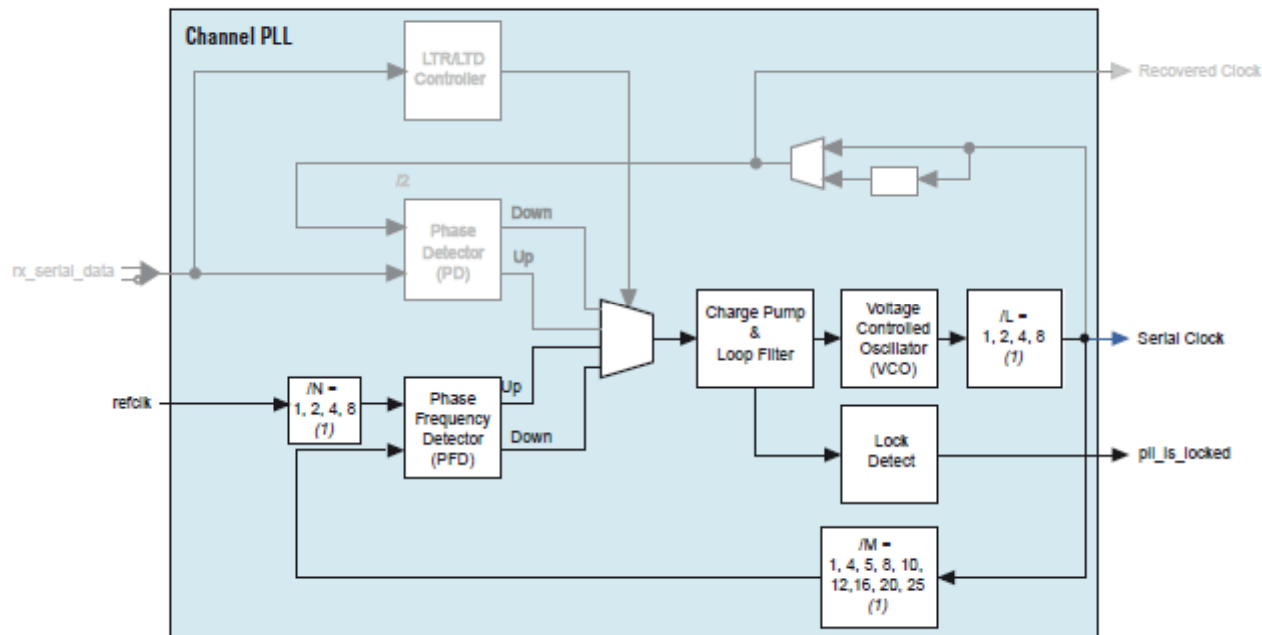 Channel PLL
LTR/LTD
Controller
Recovered Clock
/2
Phase
Detector
(PD)
Down
Up
rx_serial_data
Charge Pump
&
Loop Filter
Voltage
Controlled
Oscillator
(VCO)
/L =
1, 2, 4, 8
(1)
Serial Clock
refclk
/N =
1, 2, 4, 8
(1)
Phase
Frequency
Detector
(PFD)
Up
Down
Lock
Detect
pll_is_locked
/M =
1, 4, 5, 8, 10,
12,16, 20, 25
(1)